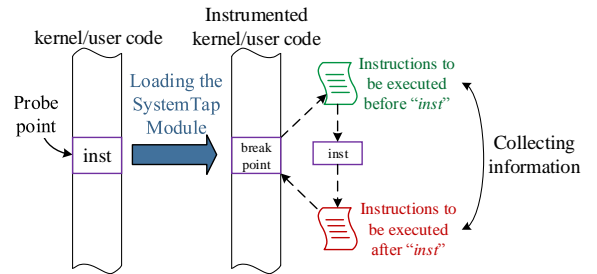 kernel/user code
Probe
point
inst
Loading the
SystemTap
Module
Instrumented
kernel/user code
break
point
Instructions to
be executed
before “inst”
inst
Instructions to
be executed
after “inst”
Collecting
information